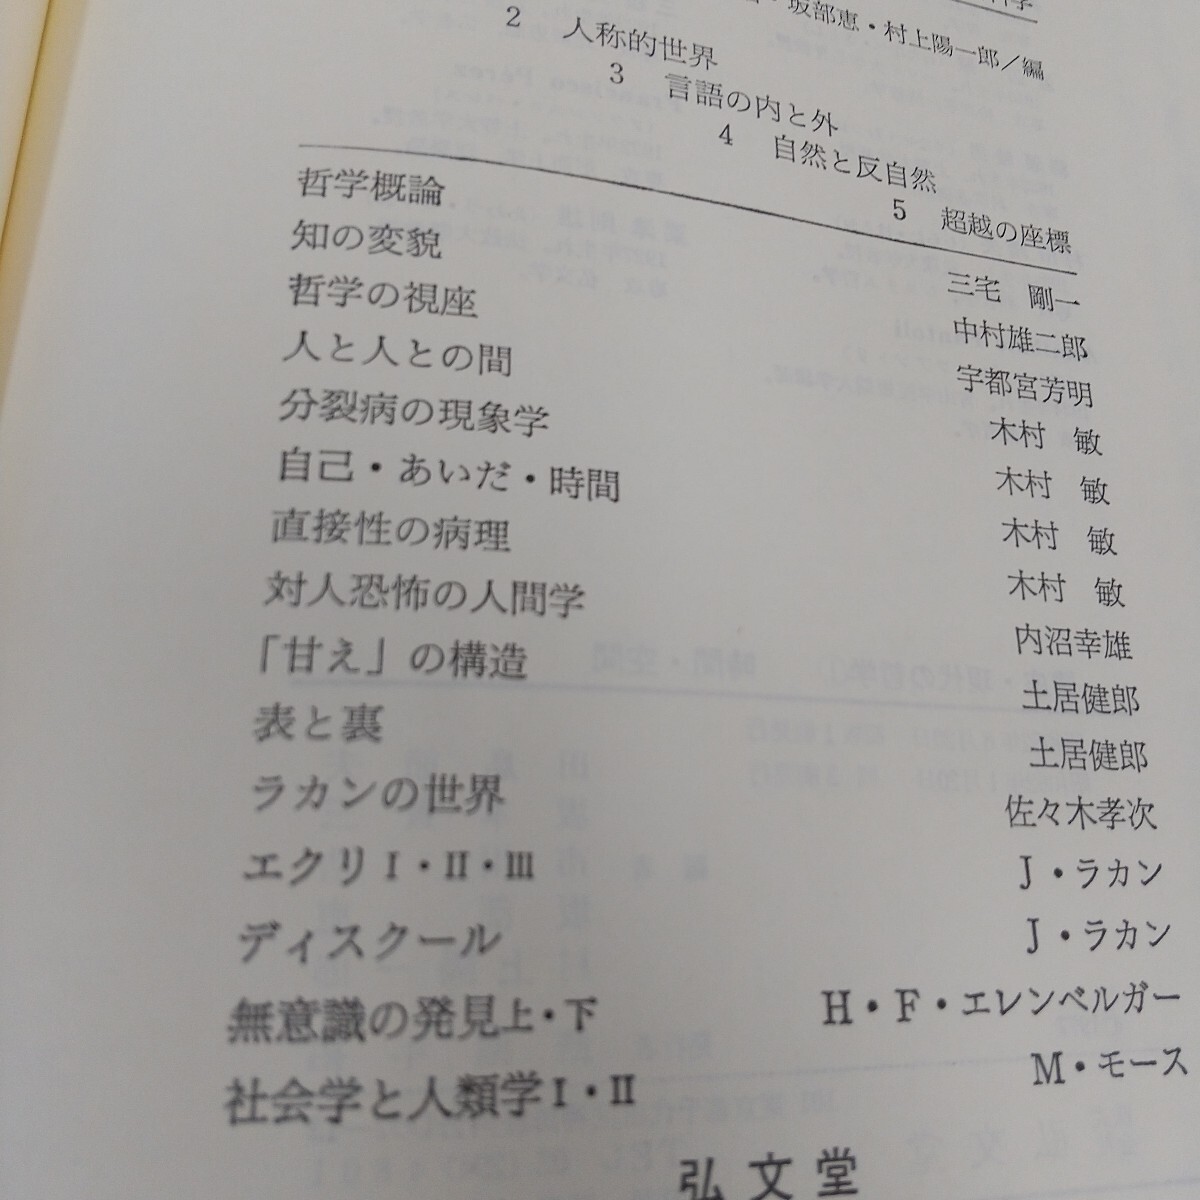 坂部恵・村上陽一郎／編
2 人称的世界
3 言語の内と外
4 自然と反自然
5 超越の座標
哲学概論 三宅 剛一
知の変貌 中村雄二郎
哲学の視座 宇都宮芳明
人と人との間 木村 敏
分裂病の現象学 木村 敏
自己・あいだ・時間 木村 敏
直接性の病理 木村 敏
対人恐怖の人間学 内沼幸雄
「甘え」の構造 土居健郎
表と裏 土居健郎
ラカンの世界 佐々木孝次
エクリⅠ・Ⅱ・Ⅲ J・ラカン
ディスクール J・ラカン
無意識の発見上・下 H・F・エレンベルガー
社会学と人類学Ⅰ・Ⅱ M・モース
弘文堂